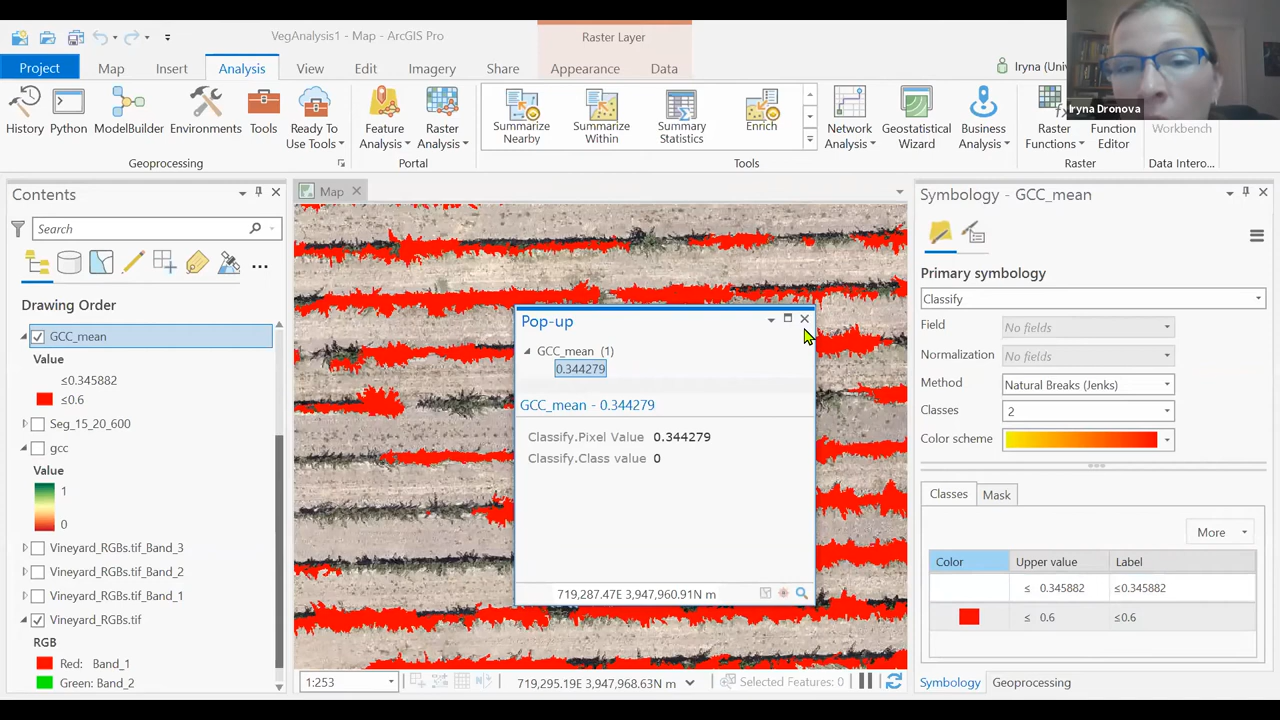 VegAnalysis1 - Map - ArcGIS Pro
Raster Layer
Project
Map
Insert
Analysis
View
Edit
Imagery
Share
Appearance
Data
Iryna (Uni
Iryna Dronova
History
Python
ModelBuilder
Environments
Tools
Ready To
Use Tools
Feature
Analysis
Raster
Analysis
Summarize
Nearby
Summarize
Within
Summary
Statistics
Enrich
Network
Analysis
Geostatistical
Wizard
Business
Analysis
Raster
Functions
Function
Editor
Workbench
Geoprocessing
Portal
Tools
Raster
Data Intero...
Contents
Search
Drawing Order
GCC_mean
Value
≤0.345882
≤0.6
Seg_15_20_600
gcc
Value
1
0
Vineyard_RGBs.tif_Band_3
Vineyard_RGBs.tif_Band_2
Vineyard_RGBs.tif_Band_1
Vineyard_RGBs.tif
RGB
Red: Band_1
Green: Band_2
Map
Pop-up
GCC_mean (1)
0.344279
GCC_mean - 0.344279
Classify.Pixel Value 0.344279
Classify.Class value 0
719,287.47E 3,947,960.91N m
1:253
719,295.19E 3,947,968.63N m
Selected Features: 0
Symbology - GCC_mean
Primary symbology
Classify
Field
No fields
Normalization
No fields
Method
Natural Breaks (Jenks)
Classes
2
Color scheme
Classes
Mask
More
Color
Upper value
Label
≤ 0.345882
≤0.345882
≤ 0.6
≤0.6
Symbology
Geoprocessing